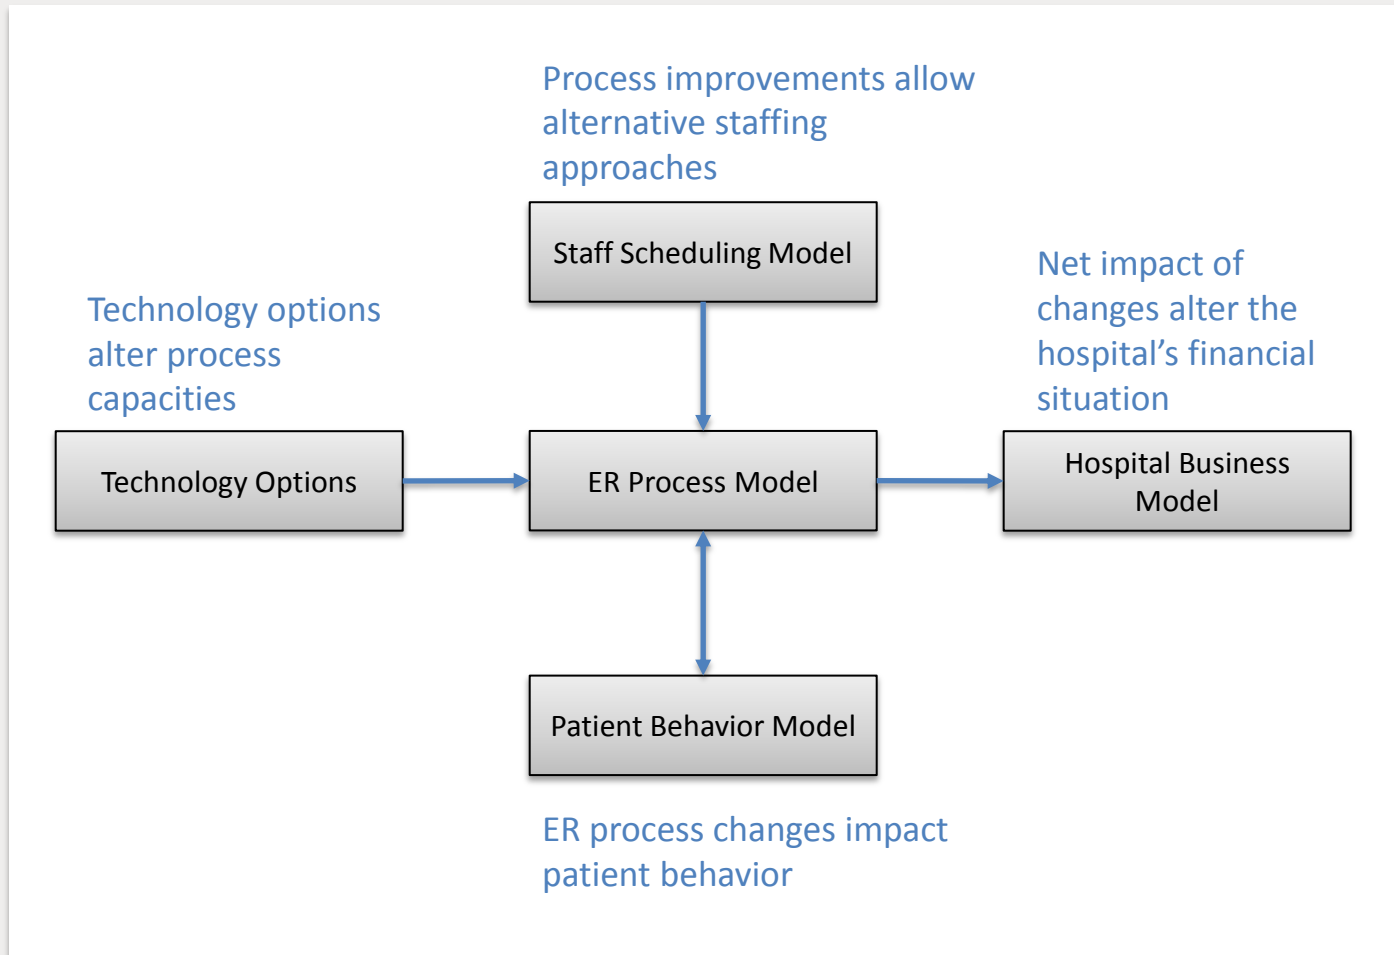 Process improvements allow
alternative staffing
approaches
Staff Scheduling Model
Net impact of
changes alter the
hospital’s financial
situation
Technology options
alter process
capacities
Technology Options
ER Process Model
Hospital Business
Model
Patient Behavior Model
ER process changes impact
patient behavior